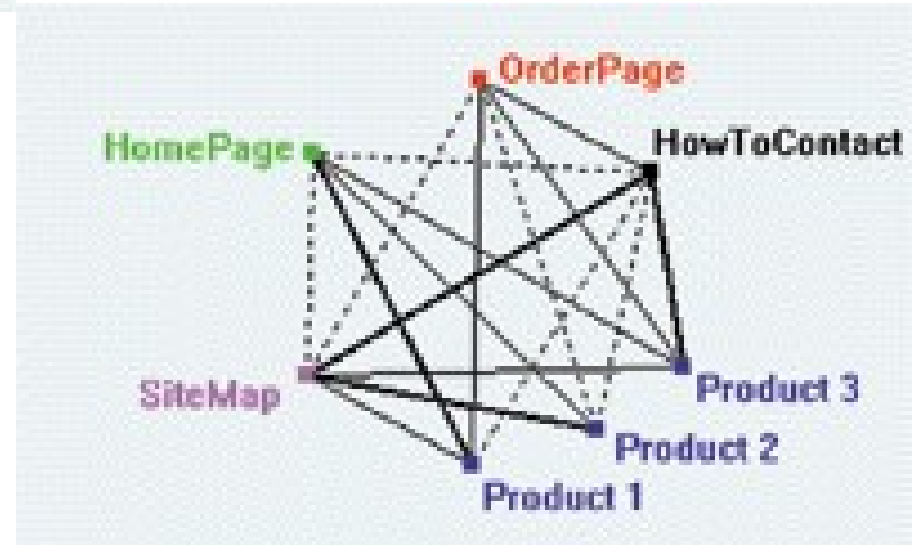 OrderPage
HomePage
HowToContact
SiteMap
Product 3
Product 2
Product 1